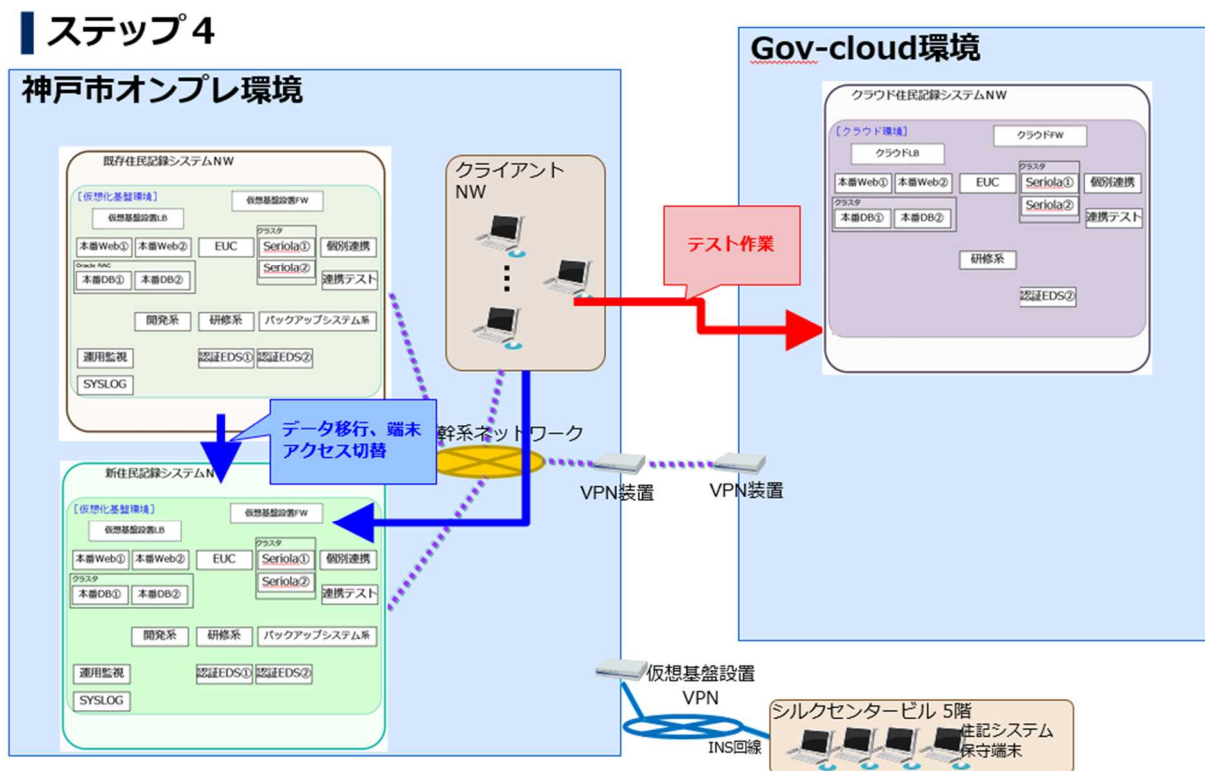 ステップ4
神戸市オンプレ環境
既存住民記録システムNW
[仮想化基盤環境]
仮想基盤設置FW
仮想基盤設置LB
クラスタ
本番Web① 本番Web② EUC Seriola① 個別連携
Oracle RAC
Seriola②
本番DB① 本番DB② 連携テスト
開発系 研修系 バックアップシステム系
運用監視 認証EDS① 認証EDS②
SYSLOG
クライアント
NW
データ移行、端末
アクセス切替
幹系ネットワーク
VPN装置
VPN装置
新住民記録システムN
[仮想化基盤環境]
仮想基盤設置FW
仮想基盤設置LB
クラスタ
本番Web① 本番Web② EUC Seriola① 個別連携
クラスタ
Seriola②
本番DB① 本番DB② 連携テスト
開発系 研修系 バックアップシステム系
運用監視 認証EDS① 認証EDS②
SYSLOG
テスト作業
Gov-cloud環境
クラウド住民記録システムNW
[クラウド環境]
クラウドFW
クラウドLB
クラスタ
本番Web① 本番Web② EUC Seriola① 個別連携
クラスタ
Seriola②
本番DB① 本番DB② 連携テスト
研修系
認証EDS②
仮想基盤設置
VPN
INS回線
シルクセンタービル 5階
住記システム
保守端末